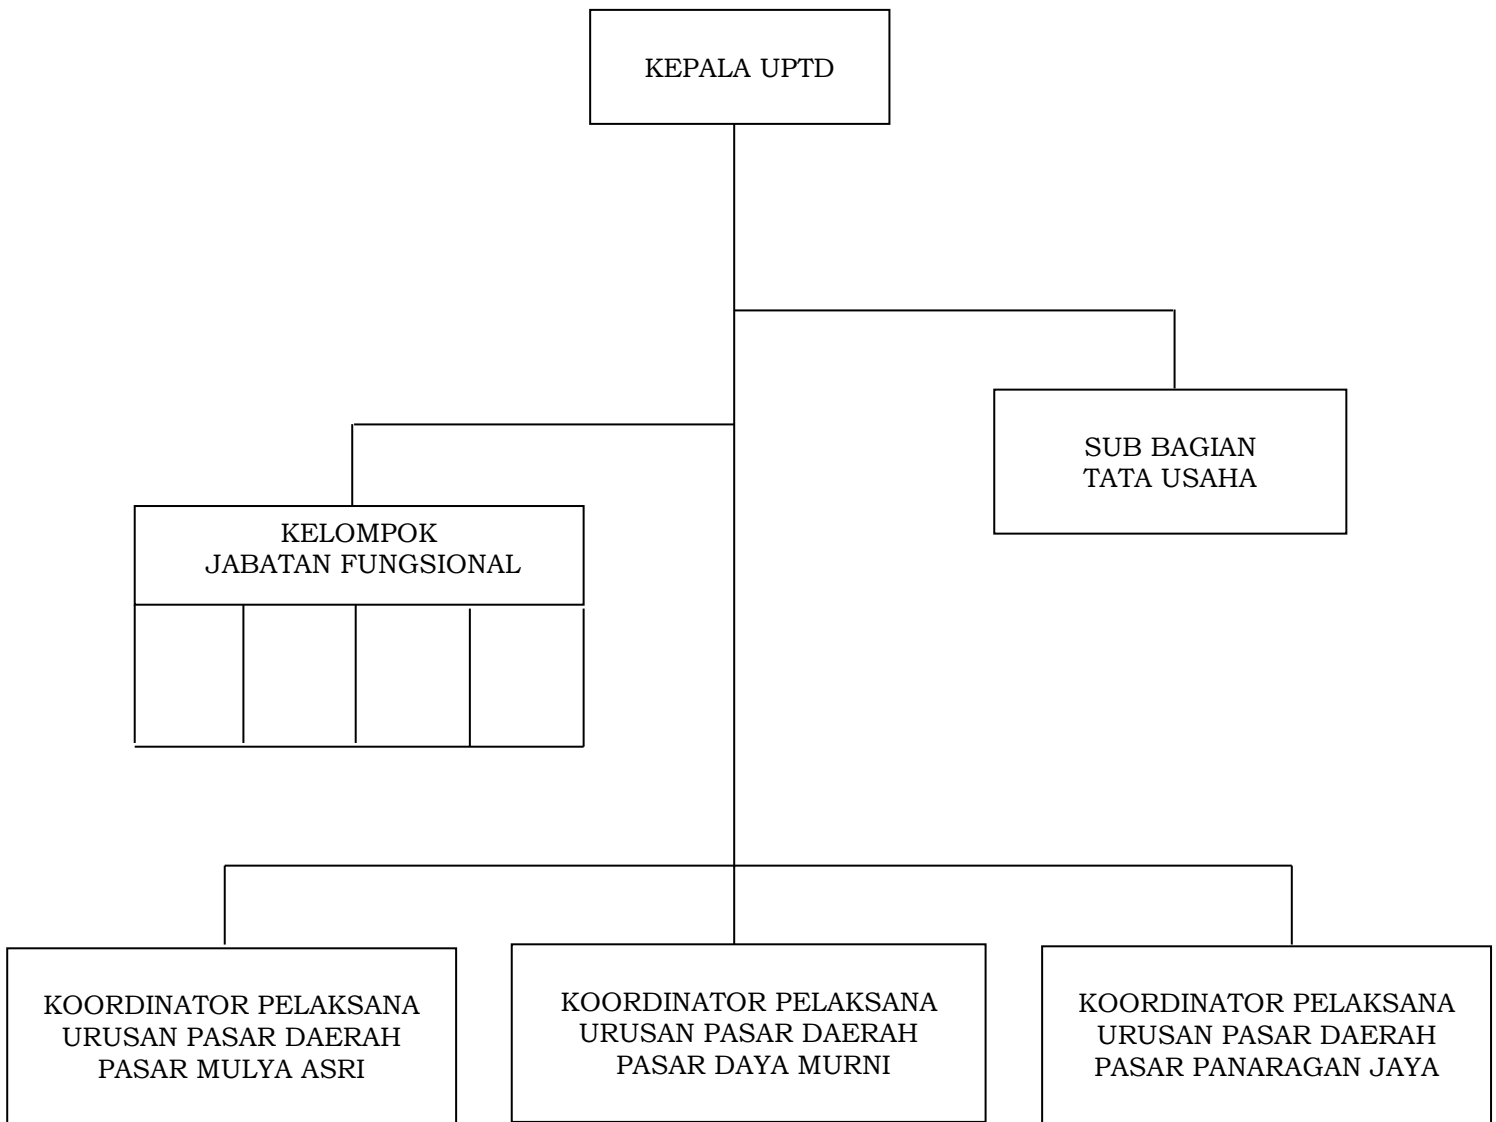 KEPALA UPTD
SUB BAGIAN
TATA USAHA
KELOMPOK
JABATAN FUNGSIONAL
KOORDINATOR PELAKSANA
URUSAN PASAR DAERAH
PASAR MULYA ASRI
KOORDINATOR PELAKSANA
URUSAN PASAR DAERAH
PASAR DAYA MURNI
KOORDINATOR PELAKSANA
URUSAN PASAR DAERAH
PASAR PANARAGAN JAYA